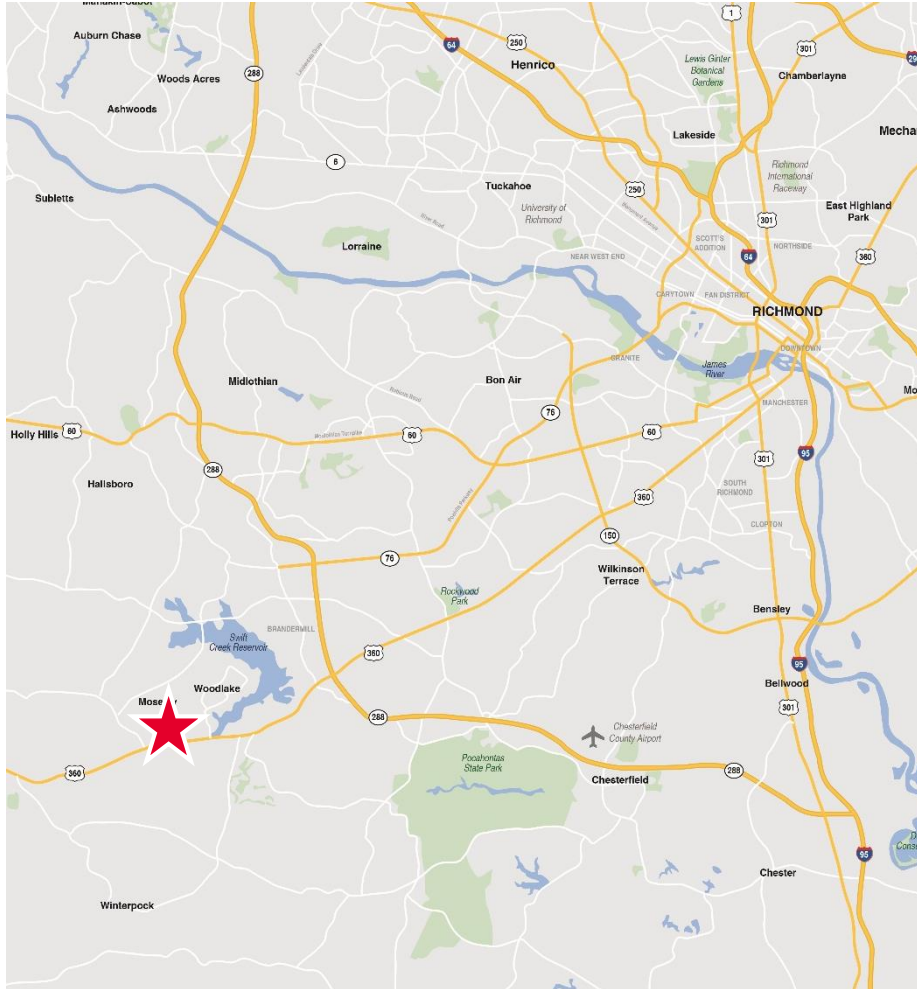 Auburn Chase
Woods Acres
Ashwoods
288
64
250
Henrico
1
301
Lewis Ginter
Botanical
Gardens
Chamberlayne
Lakeside
6
Tuckahoe
University of
Richmond
250
Richmond
International
Raceway
Subletts
East Highland
Park
301
Lorraine
SCOTT'S
ADDITION
NORTHSIDE
NEAR WEST END
64
360
CARYTOWN
FAN DISTRICT
RICHMOND
DOWNTOWN
GRANITE
James
River
Midlothian
Bon Air
MANCHESTER
76
Holly Hills
60
60
60
301
95
288
Hallsboro
SOUTH
RICHMOND
360
CLOPTON
150
76
Wilkinson
Terrace
Rockwood
Park
Bensley
BRANDERMILL
Swift
Creek Reservoir
360
95
Woodlake
Bellwood
301
288
Chesterfield
County Airport
Pocahontas
State Park
360
Chesterfield
288
95
Chester
Winterpock